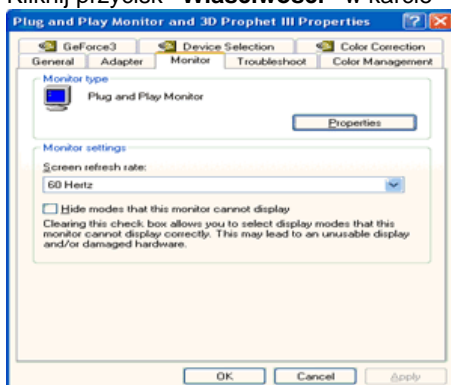 Kliknij przycisk "Właściwości" w karcie
Plug and Play Monitor and 3D Prophet III Properties
GeForce3 Device Selection Color Correction
General Adapter Monitor Troubleshoot Color Management
Monitor type
Plug and Play Monitor
Properties
Monitor settings
Screen refresh rate:
60 Hertz
Hide modes that this monitor cannot display
Clearing this check box allows you to select display modes that this
monitor cannot display correctly. This may lead to an unusable display
and/or damaged hardware.
OK Cancel Apply